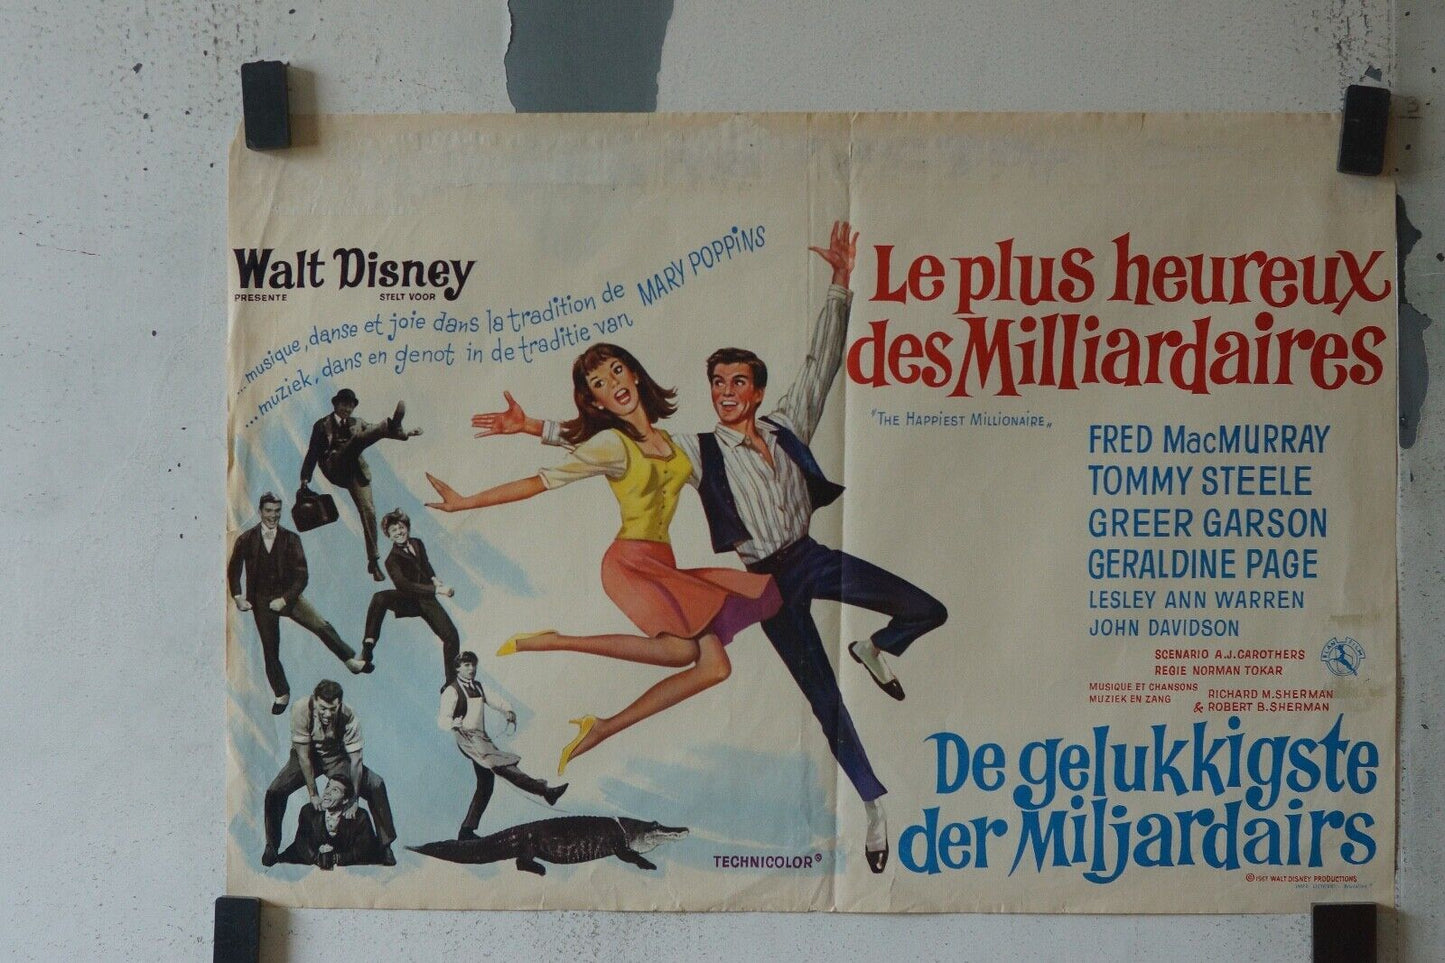 Walt Disney
PRESENTE STELT VOOR
...musique, danse et joie dans la tradition de
...muziek, dans en genot in de traditie van
MARY POPPINS
Le plus heureux
des Milliardaires
"THE HAPPIEST MILLIONAIRE"
FRED MacMURRAY
TOMMY STEELE
GREER GARSON
GERALDINE PAGE
LESLEY ANN WARREN
JOHN DAVIDSON
SCENARIO A.J. CAROTHERS
REGIE NORMAN TOKAR
MUSIQUE ET CHANSONS
MUZIEK EN ZANG
RICHARD M. SHERMAN
& ROBERT B. SHERMAN
De gelukkigste
der Miljardairs
TECHNICOLOR®
© 1967 WALT DISNEY PRODUCTIONS